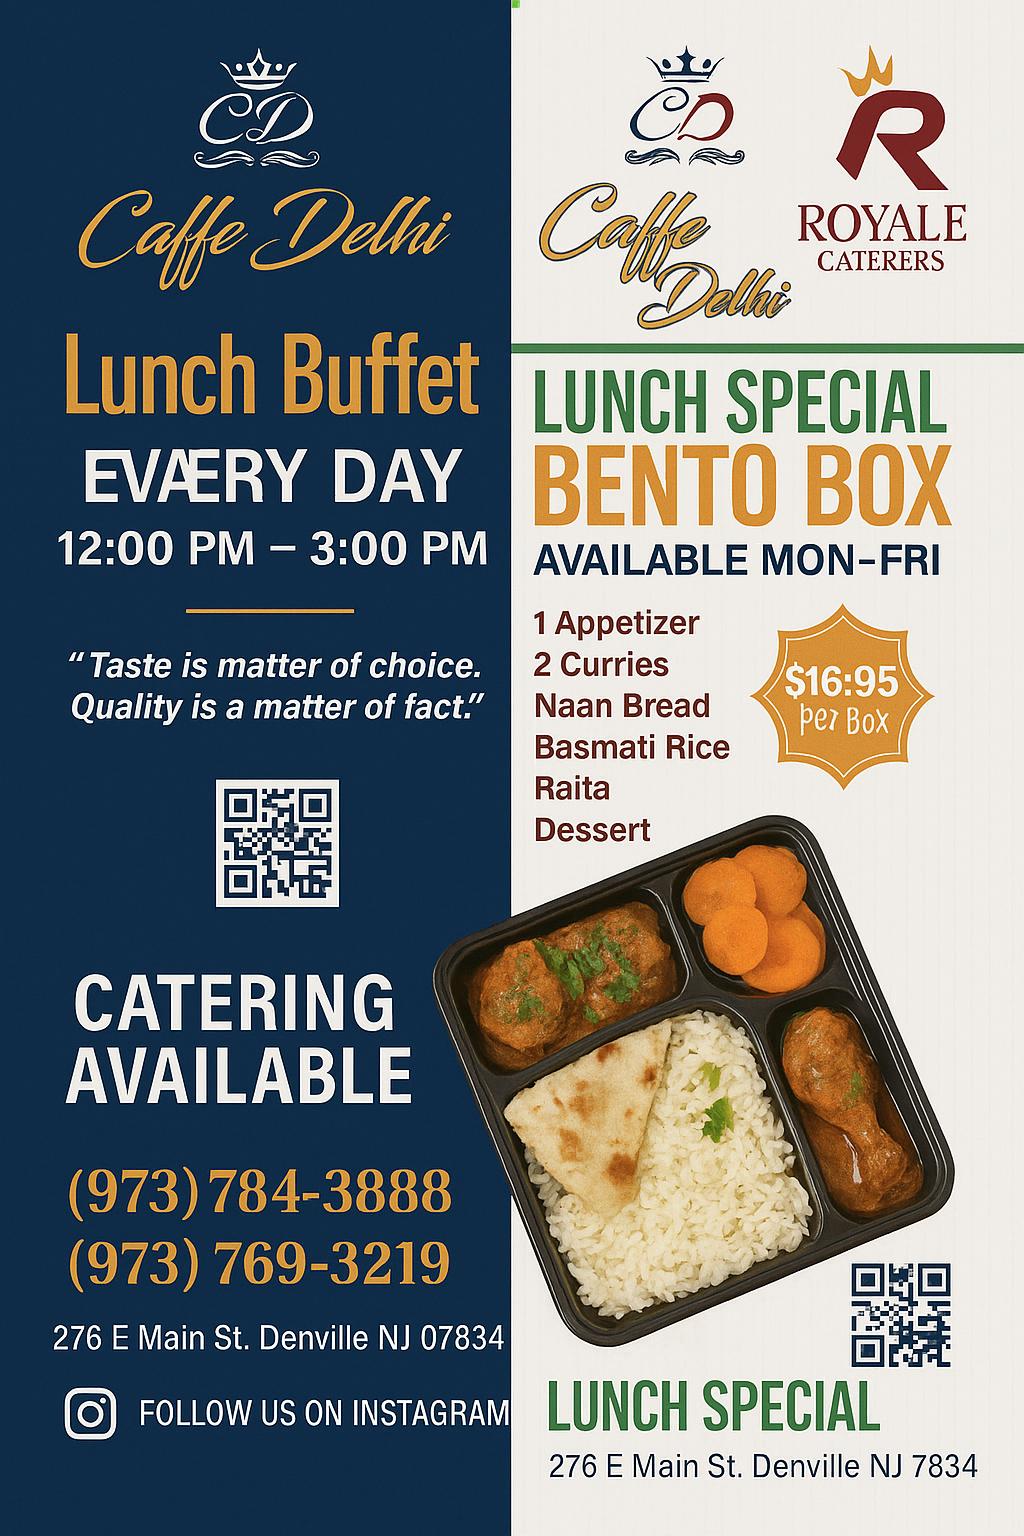 CD
Caffe Delhi
Lunch Buffet
EVAERY DAY
12:00 PM – 3:00 PM
“Taste is matter of choice.
Quality is a matter of fact.”
CATERING
AVAILABLE
(973) 784-3888
(973) 769-3219
276 E Main St. Denville NJ 07834
FOLLOW US ON INSTAGRAM
CD
Caffe
Delhi
R
ROYALE
CATERERS
LUNCH SPECIAL
BENTO BOX
AVAILABLE MON–FRI
1 Appetizer
2 Curries
Naan Bread
Basmati Rice
Raita
Dessert
$16:95
per Box
LUNCH SPECIAL
276 E Main St. Denville NJ 7834